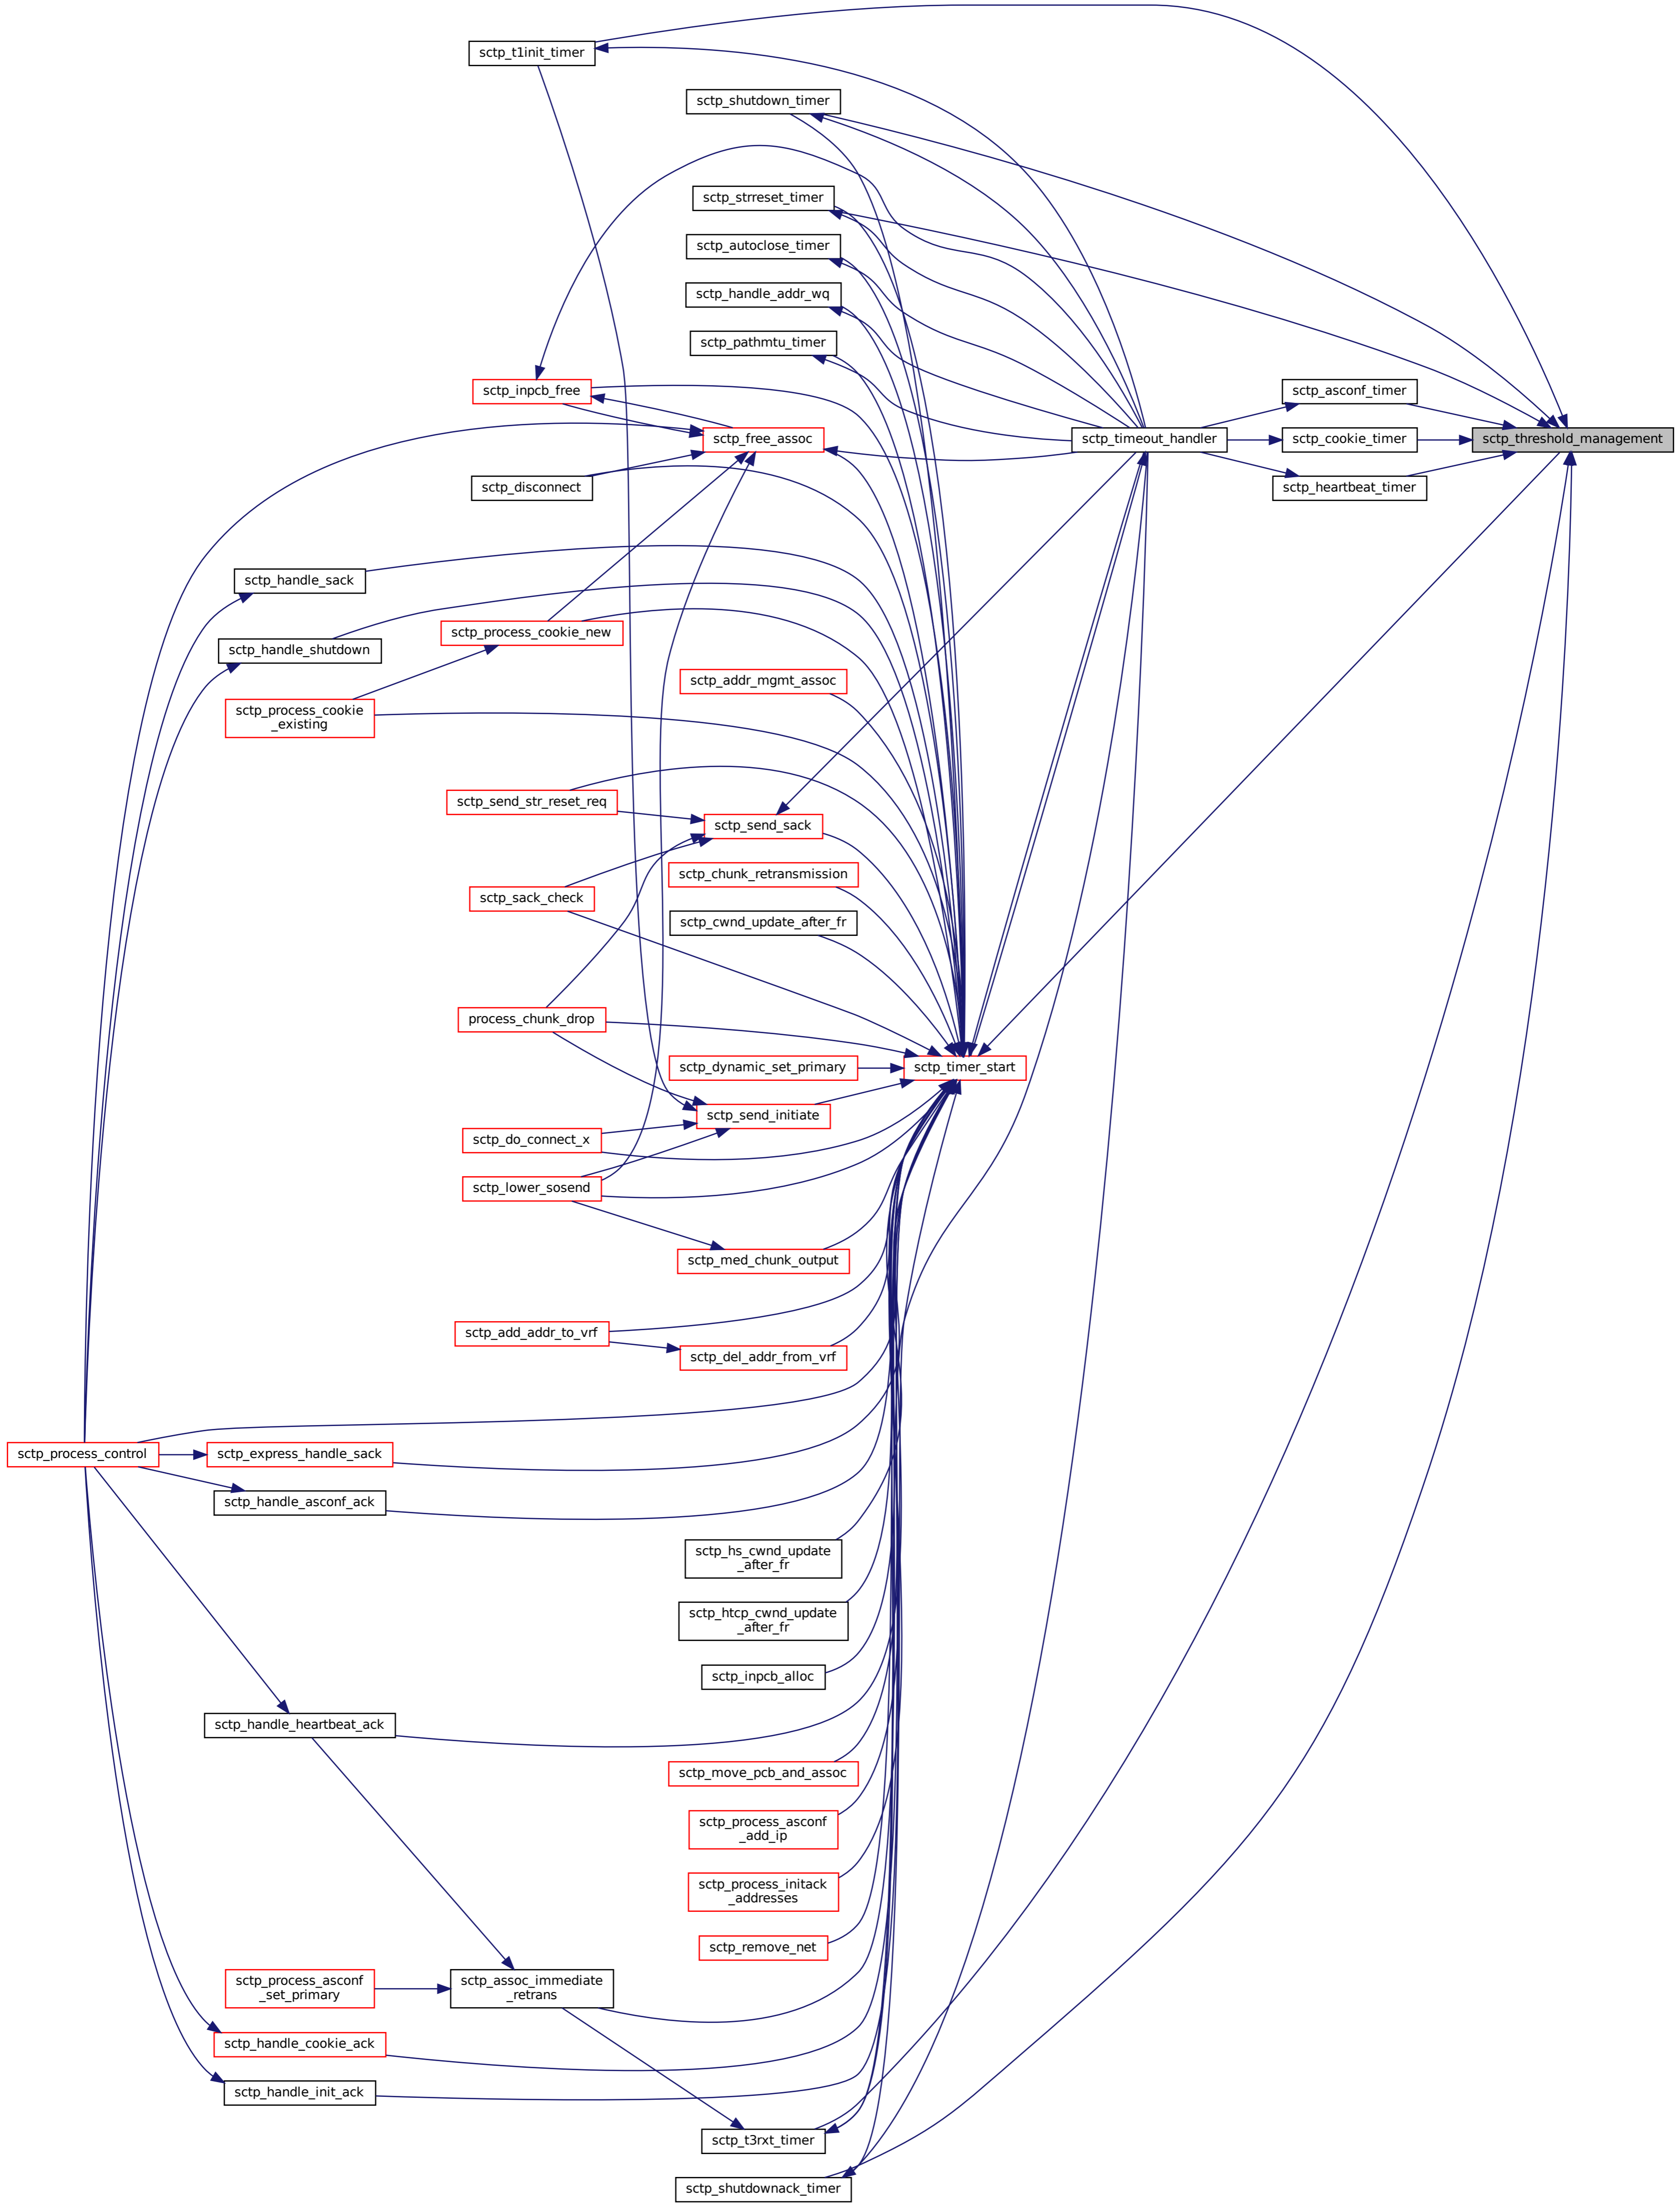 sctp_t1init_timer
sctp_shutdown_timer
sctp_strreset_timer
sctp_autoclose_timer
sctp_handle_addr_wq
sctp_pathmtu_timer
sctp_inpcb_free
sctp_asconf_timer
sctp_free_assoc
sctp_timeout_handler
sctp_cookie_timer
sctp_threshold_management
sctp_disconnect
sctp_heartbeat_timer
sctp_handle_sack
sctp_process_cookie_new
sctp_handle_shutdown
sctp_addr_mgmt_assoc
sctp_process_cookie
_existing
sctp_send_str_reset_req
sctp_send_sack
sctp_chunk_retransmission
sctp_sack_check
sctp_cwnd_update_after_fr
process_chunk_drop
sctp_dynamic_set_primary
sctp_timer_start
sctp_send_initiate
sctp_do_connect_x
sctp_lower_sosend
sctp_med_chunk_output
sctp_add_addr_to_vrf
sctp_del_addr_from_vrf
sctp_process_control
sctp_express_handle_sack
sctp_handle_asconf_ack
sctp_hs_cwnd_update
_after_fr
sctp_htcp_cwnd_update
_after_fr
sctp_inpcb_alloc
sctp_handle_heartbeat_ack
sctp_move_pcb_and_assoc
sctp_process_asconf
_add_ip
sctp_process_initack
_addresses
sctp_remove_net
sctp_process_asconf
_set_primary
sctp_assoc_immediate
_retrans
sctp_handle_cookie_ack
sctp_handle_init_ack
sctp_t3rxt_timer
sctp_shutdownack_timer